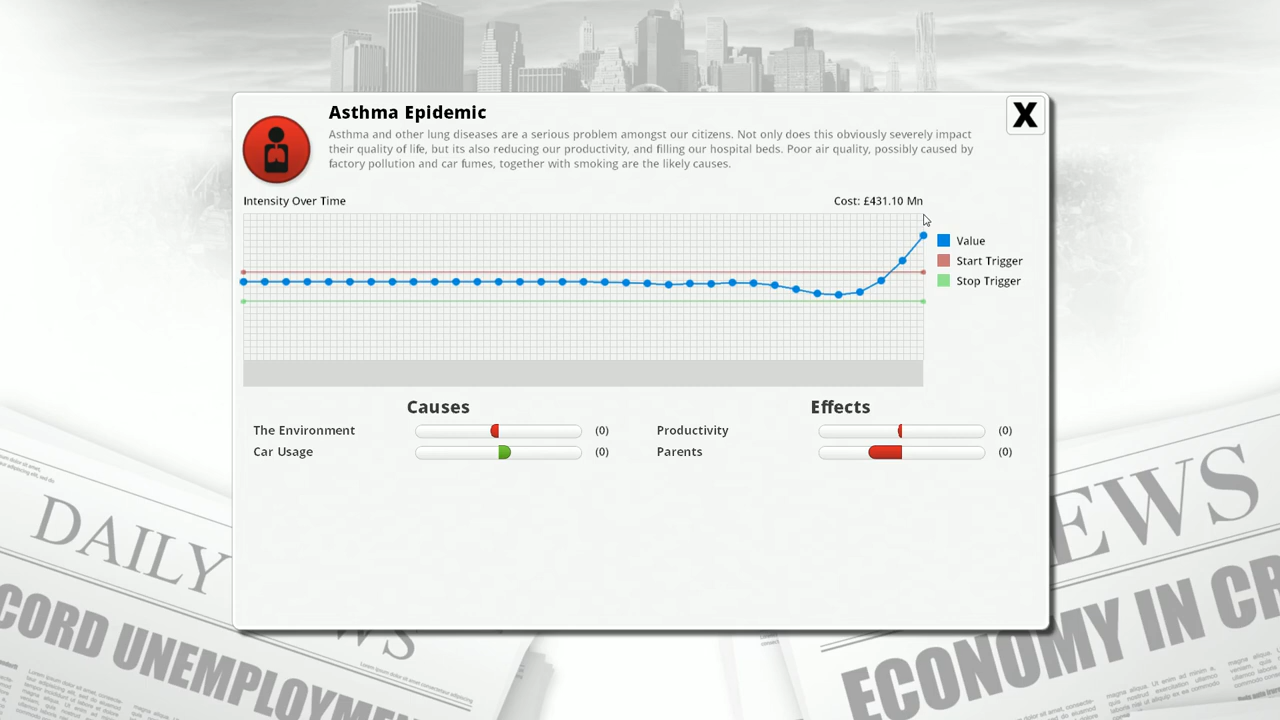 Asthma Epidemic
X
Asthma and other lung diseases are a serious problem amongst our citizens. Not only does this obviously severely impact
their quality of life, but its also reducing our productivity, and filling our hospital beds. Poor air quality, possibly caused by
factory pollution and car fumes, together with smoking are the likely causes.
Intensity Over Time
Cost: £431.10 Mn
Value
Start Trigger
Stop Trigger
Causes
Effects
The Environment
(0)
Productivity
(0)
Car Usage
(0)
Parents
(0)
DAILY
EWS
CORD UNEMPLOYME
WS
ECONOMY IN CR